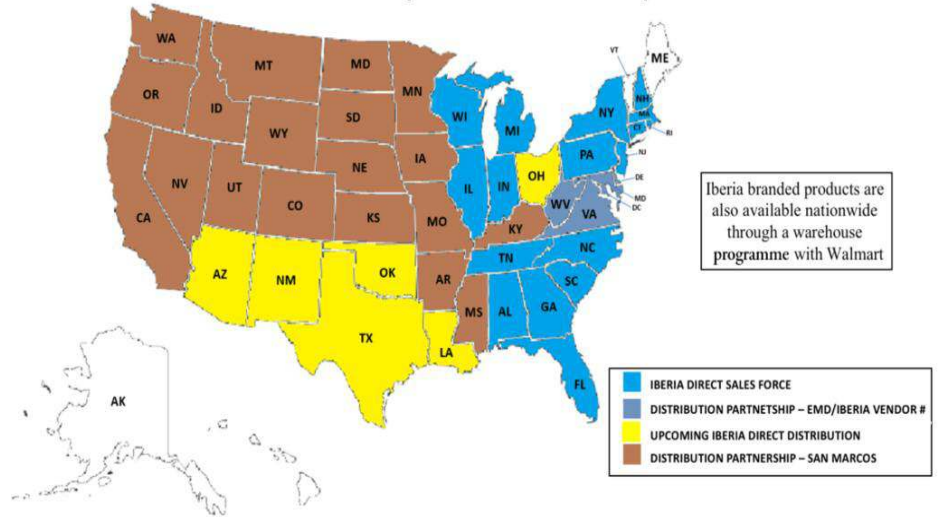 WA
MT
MD
ME
VT
OR
ID
MN
NH
SD
WI
NY
MA
WY
MI
CT
RI
IA
PA
NE
NJ
OH
NV
UT
IL
IN
DE
CO
WV
MD
DC
CA
KS
MO
VA
KY
NC
TN
AZ
OK
NM
AR
SC
MS
AL
GA
TX
LA
FL
AK
Iberia branded products are
also available nationwide
through a warehouse
programme with Walmart
IBERIA DIRECT SALES FORCE
DISTRIBUTION PARTNETSHIP – EMD/IBERIA VENDOR #
UPCOMING IBERIA DIRECT DISTRIBUTION
DISTRIBUTION PARTNERSHIP – SAN MARCOS